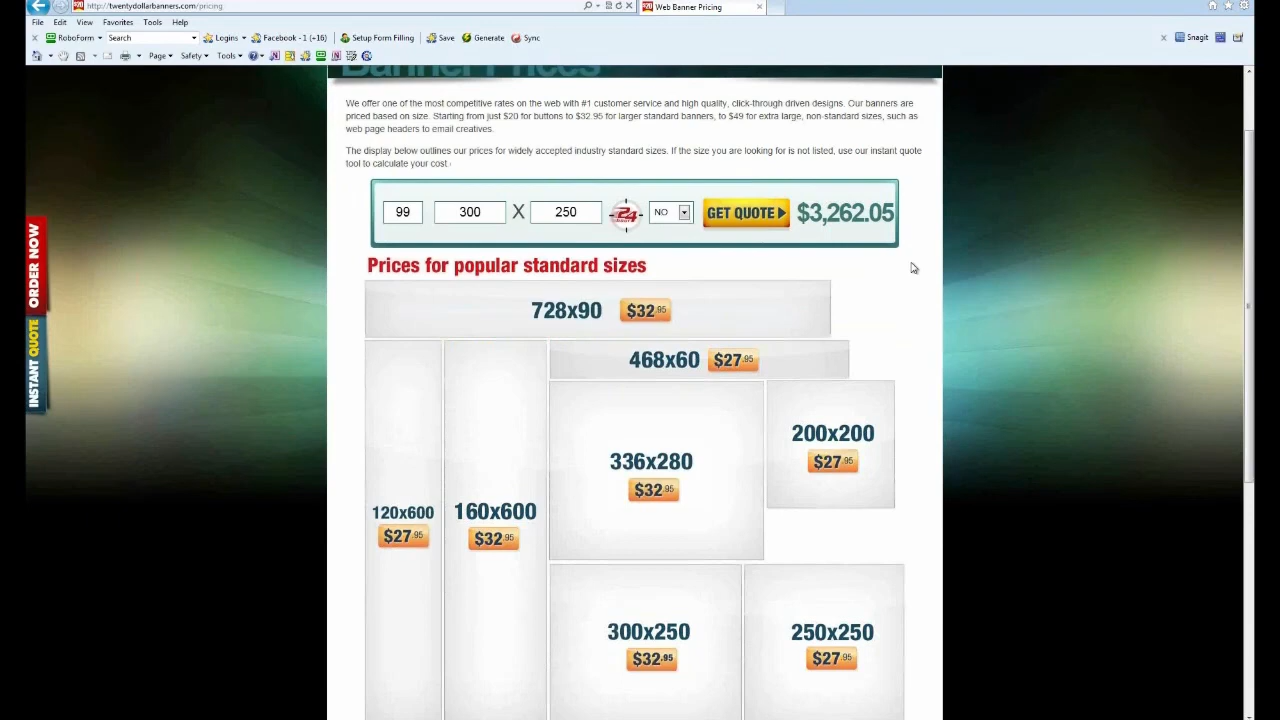 http://twentydollarbanners.com/pricing
Web Banner Pricing
File Edit View Favorites Tools Help
RoboForm Search Logins Facebook - 1 (+16) Setup Form Filling Save Generate Sync Snagit
Page Safety Tools
Banner Prices
We offer one of the most competitive rates on the web with #1 customer service and high quality, click-through driven designs. Our banners are
priced based on size. Starting from just $20 for buttons to $32.95 for larger standard banners, to $49 for extra large, non-standard sizes, such as
web page headers to email creatives.
The display below outlines our prices for widely accepted industry standard sizes. If the size you are looking for is not listed, use our instant quote
tool to calculate your cost.
99 300 X 250 24 NO GET QUOTE $3,262.05
ORDER NOW
INSTANT QUOTE
Prices for popular standard sizes
728x90 $32.95
468x60 $27.95
200x200
$27.95
336x280
$32.95
120x600
$27.95
160x600
$32.95
300x250
$32.95
250x250
$27.95